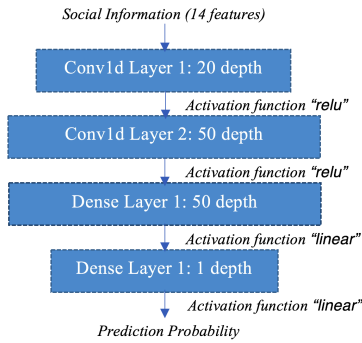 Social Information (14 features)
Conv1d Layer 1: 20 depth
Activation function “relu”
Conv1d Layer 2: 50 depth
Activation function “relu”
Dense Layer 1: 50 depth
Activation function “linear”
Dense Layer 1: 1 depth
Activation function “linear”
Prediction Probability